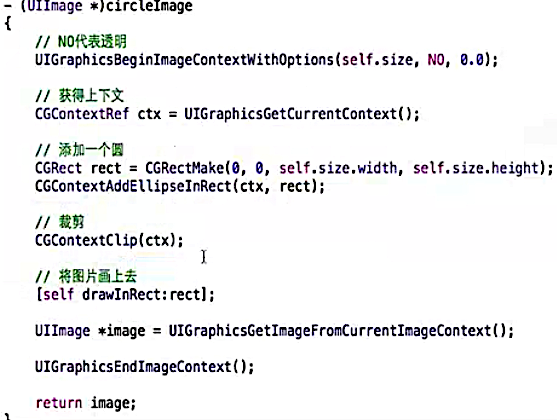 - (UIImage *)circleImage
{
// NO代表透明
UIGraphicsBeginImageContextWithOptions(self.size, NO, 0.0);
// 获得上下文
CGContextRef ctx = UIGraphicsGetCurrentContext();
// 添加一个圆
CGRect rect = CGRectMake(0, 0, self.size.width, self.size.height);
CGContextAddEllipseInRect(ctx, rect);
// 裁剪
CGContextClip(ctx);
// 将图片画上去
[self drawInRect:rect];
UIImage *image = UIGraphicsGetImageFromCurrentImageContext();
UIGraphicsEndImageContext();
return image;
}